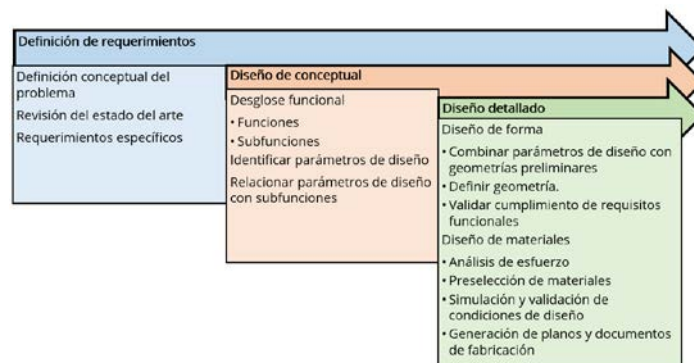 Definición de requerimientos
Definición conceptual del
problema
Revisión del estado del arte
Requerimientos específicos
Diseño de conceptual
Desglose funcional
• Funciones
• Subfunciones
Identificar parámetros de diseño
Relacionar parámetros de diseño
con subfunciones
Diseño detallado
Diseño de forma
• Combinar parámetros de diseño con
geometrías preliminares
• Definir geometría.
• Validar cumplimiento de requisitos
funcionales
Diseño de materiales
• Análisis de esfuerzo
• Preselección de materiales
• Simulación y validación de
condiciones de diseño
• Generación de planos y documentos
de fabricación